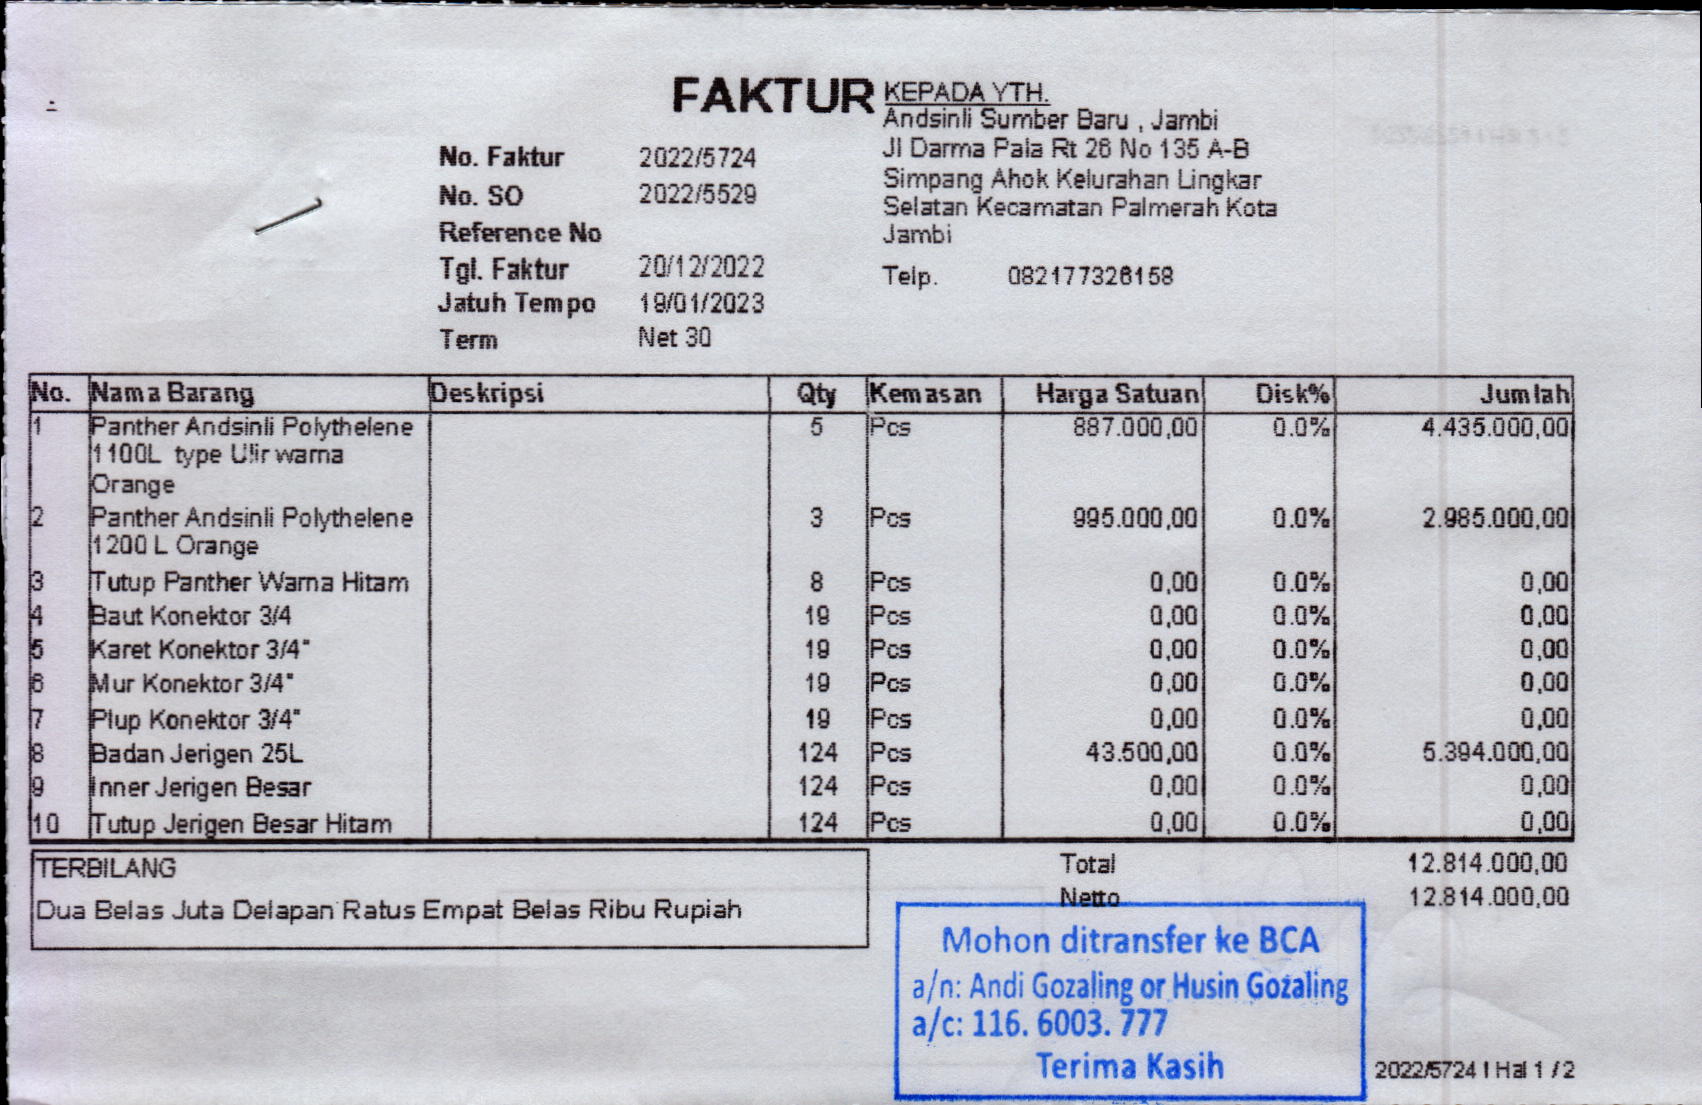 FAKTUR
KEPADA YTH.
Andsinli Sumber Baru , Jambi
Jl Darma Pala Rt 26 No 135 A-B
Simpang Ahok Kelurahan Lingkar
Selatan Kecamatan Palmerah Kota
Jambi
Telp. 082177326158
No. Faktur 2022/5724
No. SO 2022/5529
Reference No
Tgl. Faktur 20/12/2022
Jatuh Tempo 19/01/2023
Term Net 30
No. Nama Barang Deskripsi Qty Kemasan Harga Satuan Disk% Jumlah
1 Panther Andsinli Polythelene 5 Pcs 887.000,00 0.0% 4.435.000,00
1100L type Ulir warna
Orange
2 Panther Andsinli Polythelene 3 Pcs 995.000,00 0.0% 2.985.000,00
1200 L Orange
3 Tutup Panther Warna Hitam 8 Pcs 0,00 0.0% 0,00
4 Baut Konektor 3/4 19 Pcs 0,00 0.0% 0,00
5 Karet Konektor 3/4" 19 Pcs 0,00 0.0% 0,00
6 Mur Konektor 3/4" 19 Pcs 0,00 0.0% 0,00
7 Plup Konektor 3/4" 19 Pcs 0,00 0.0% 0,00
8 Badan Jerigen 25L 124 Pcs 43.500,00 0.0% 5.394.000,00
9 Inner Jerigen Besar 124 Pcs 0,00 0.0% 0,00
10 Tutup Jerigen Besar Hitam 124 Pcs 0,00 0.0% 0,00
TERBILANG
Dua Belas Juta Delapan Ratus Empat Belas Ribu Rupiah
Total 12.814.000,00
Netto 12.814.000,00
Mohon ditransfer ke BCA
a/n: Andi Gozaling or Husin Gozaling
a/c: 116. 6003. 777
Terima Kasih
2022/5724 I Hal 1 / 2